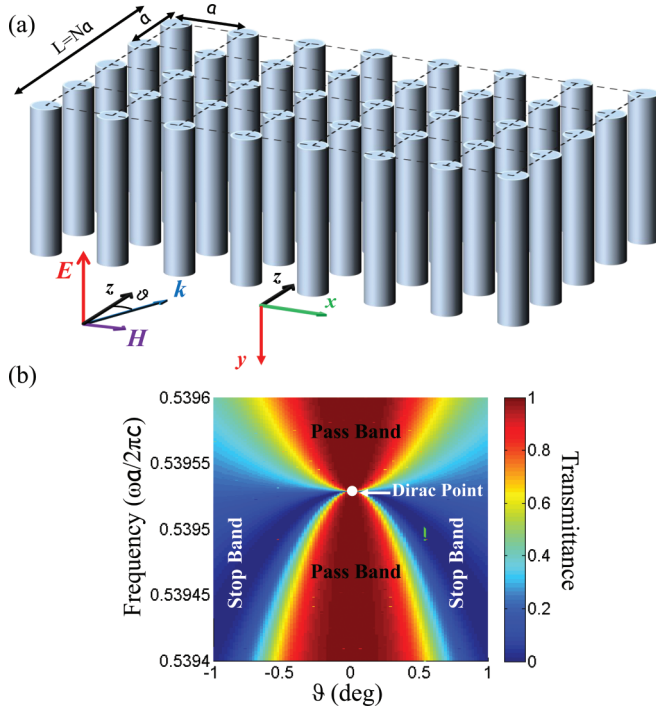 (a)
L=Na
a
a
E
z
ϑ
k
H
z
x
y
(b)
Frequency (ωa/2πc)
0.5396
0.53955
0.5395
0.53945
0.5394
Pass Band
Dirac Point
Stop Band
Pass Band
Stop Band
-1
-0.5
0
0.5
1
ϑ (deg)
1
0.8
0.6
0.4
0.2
0
Transmittance